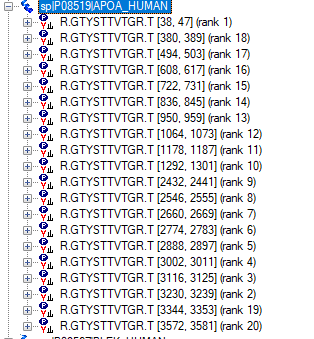 sp|P08519|APOA_HUMAN
R.GTYSTTVTGR.T [38, 47] (rank 1)
R.GTYSTTVTGR.T [380, 389] (rank 18)
R.GTYSTTVTGR.T [494, 503] (rank 17)
R.GTYSTTVTGR.T [608, 617] (rank 16)
R.GTYSTTVTGR.T [722, 731] (rank 15)
R.GTYSTTVTGR.T [836, 845] (rank 14)
R.GTYSTTVTGR.T [950, 959] (rank 13)
R.GTYSTTVTGR.T [1064, 1073] (rank 12)
R.GTYSTTVTGR.T [1178, 1187] (rank 11)
R.GTYSTTVTGR.T [1292, 1301] (rank 10)
R.GTYSTTVTGR.T [2432, 2441] (rank 9)
R.GTYSTTVTGR.T [2546, 2555] (rank 8)
R.GTYSTTVTGR.T [2660, 2669] (rank 7)
R.GTYSTTVTGR.T [2774, 2783] (rank 6)
R.GTYSTTVTGR.T [2888, 2897] (rank 5)
R.GTYSTTVTGR.T [3002, 3011] (rank 4)
R.GTYSTTVTGR.T [3116, 3125] (rank 3)
R.GTYSTTVTGR.T [3230, 3239] (rank 2)
R.GTYSTTVTGR.T [3344, 3353] (rank 19)
R.GTYSTTVTGR.T [3572, 3581] (rank 20)